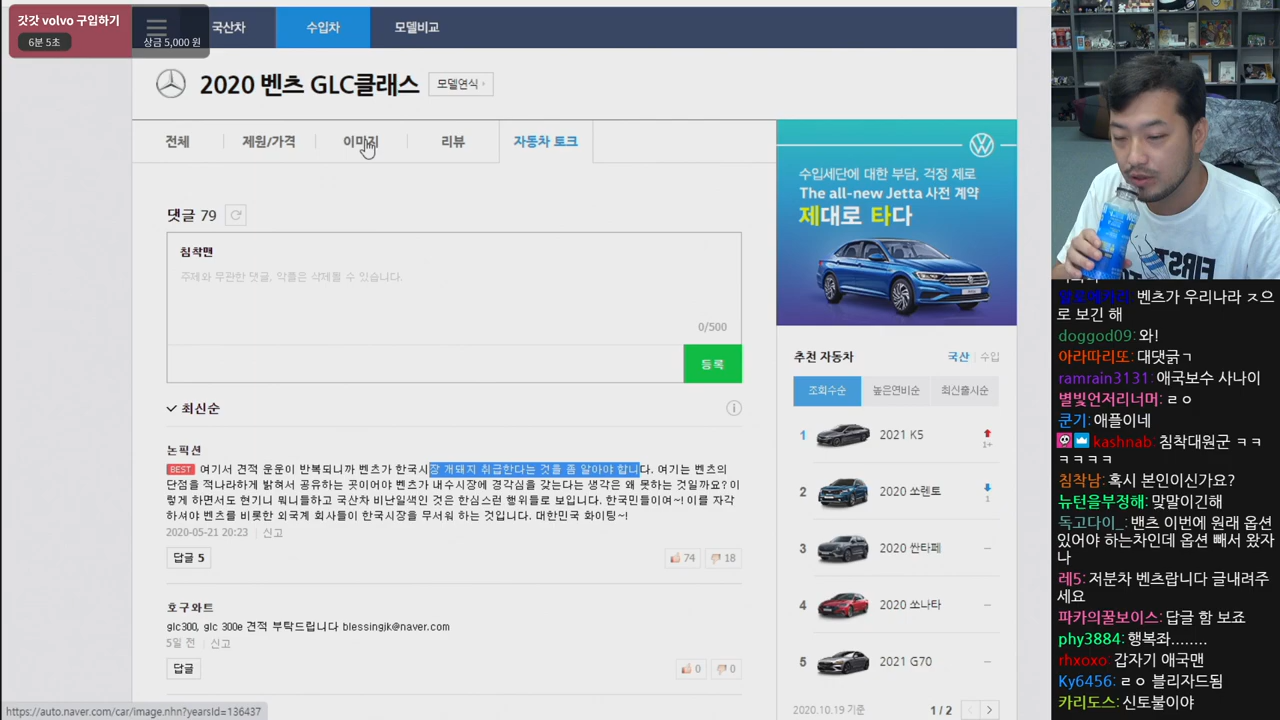 갓갓 volvo 구입하기
6분 5초
상금 5,000 원
국산차
수입차
모델비교
2020 벤츠 GLC클래스
모델연식
전체
제원/가격
이미지
리뷰
자동차 토크
댓글 79
침착맨
주제와 무관한 댓글, 악플은 삭제될 수 있습니다.
0/500
등록
최신순
논픽션
BEST 여기서 견적 운운이 반복되니까 벤츠가 한국시장 개돼지 취급한다는 것을 좀 알아야 합니다. 여기는 벤츠의
단점을 적나라하게 밝혀서 공유하는 곳이어야 벤츠가 내수시장에 경각심을 갖는다는 생각은 왜 못하는 것일까요? 이
렇게 하면서도 현기니 뭐니들하고 국산차 비난일색인 것은 한심스런 행위들로 보입니다. 한국민들이여~! 이를 자각
하셔야 벤츠를 비롯한 외국계 회사들이 한국시장을 무서워 하는 것입니다. 대한민국 화이팅~!
2020-05-21 20:23 신고
답글 5
74
18
호구와트
glc300, glc 300e 견적 부탁드립니다 blessingjk@naver.com
5일 전 신고
답글
0
0
수입세단에 대한 부담, 걱정 제로
The all-new Jetta 사전 계약
제대로 타다
추천 자동차
국산 수입
조회수순
높은연비순
최신출시순
1 2021 K5 1+
2 2020 쏘렌토 1
3 2020 싼타페
4 2020 쏘나타
5 2021 G70
2020.10.19 기준
1 / 2
https://auto.naver.com/car/image.nhn?yearsId=136437
벤츠가 우리나라 ㅈ으
로 보긴 해
doggod09: 와!
아라따리또: 대댓긁ㄱ
ramrain3131: 애국보수 사나이
별빛언저리너머: ㄹㅇ
쿤기: 애플이네
kashnab: 침착대원군 ㅋㅋ
ㅋㅋㅋㅋ
침착낭: 혹시 본인이신가요?
뉴턴을부정해: 맞말이긴해
독고다이_: 밴츠 이번에 원래 옵션
있어야 하는차인데 옵션 빼서 왔자
나
레5: 저분차 벤츠랍니다 글내려주
세요
파카의꿀보이스: 답글 함 보죠
phy3884: 행복좌........
rhxoxo: 갑자기 애국맨
Ky6456: ㄹㅇ 블리자드됨
카리도스: 신토불이야